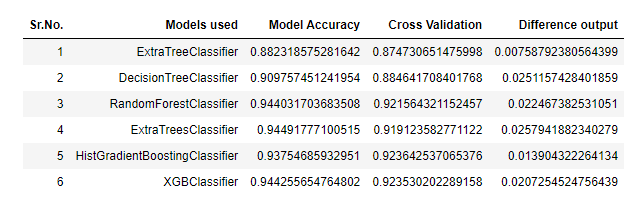 Sr.No. Models used Model Accuracy Cross Validation Difference output
1 ExtraTreeClassifier 0.882318575281642 0.874730651475998 0.00758792380564399
2 DecisionTreeClassifier 0.909757451241954 0.884641708401768 0.0251157428401859
3 RandomForestClassifier 0.944031703683508 0.921564321152457 0.022467382531051
4 ExtraTreesClassifier 0.94491777100515 0.919123582771122 0.0257941882340279
5 HistGradientBoostingClassifier 0.93754685932951 0.923642537065376 0.013904322264134
6 XGBClassifier 0.944255654764802 0.923530202289158 0.0207254524756439